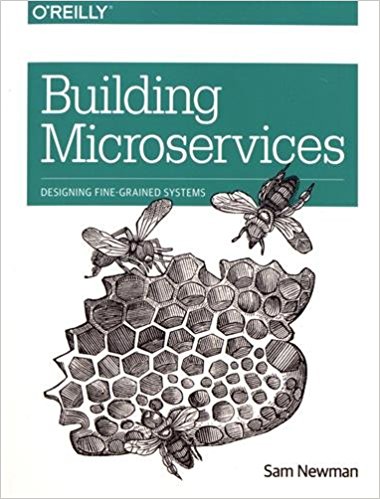 O'REILLY®
Building
Microservices
DESIGNING FINE-GRAINED SYSTEMS
Sam Newman